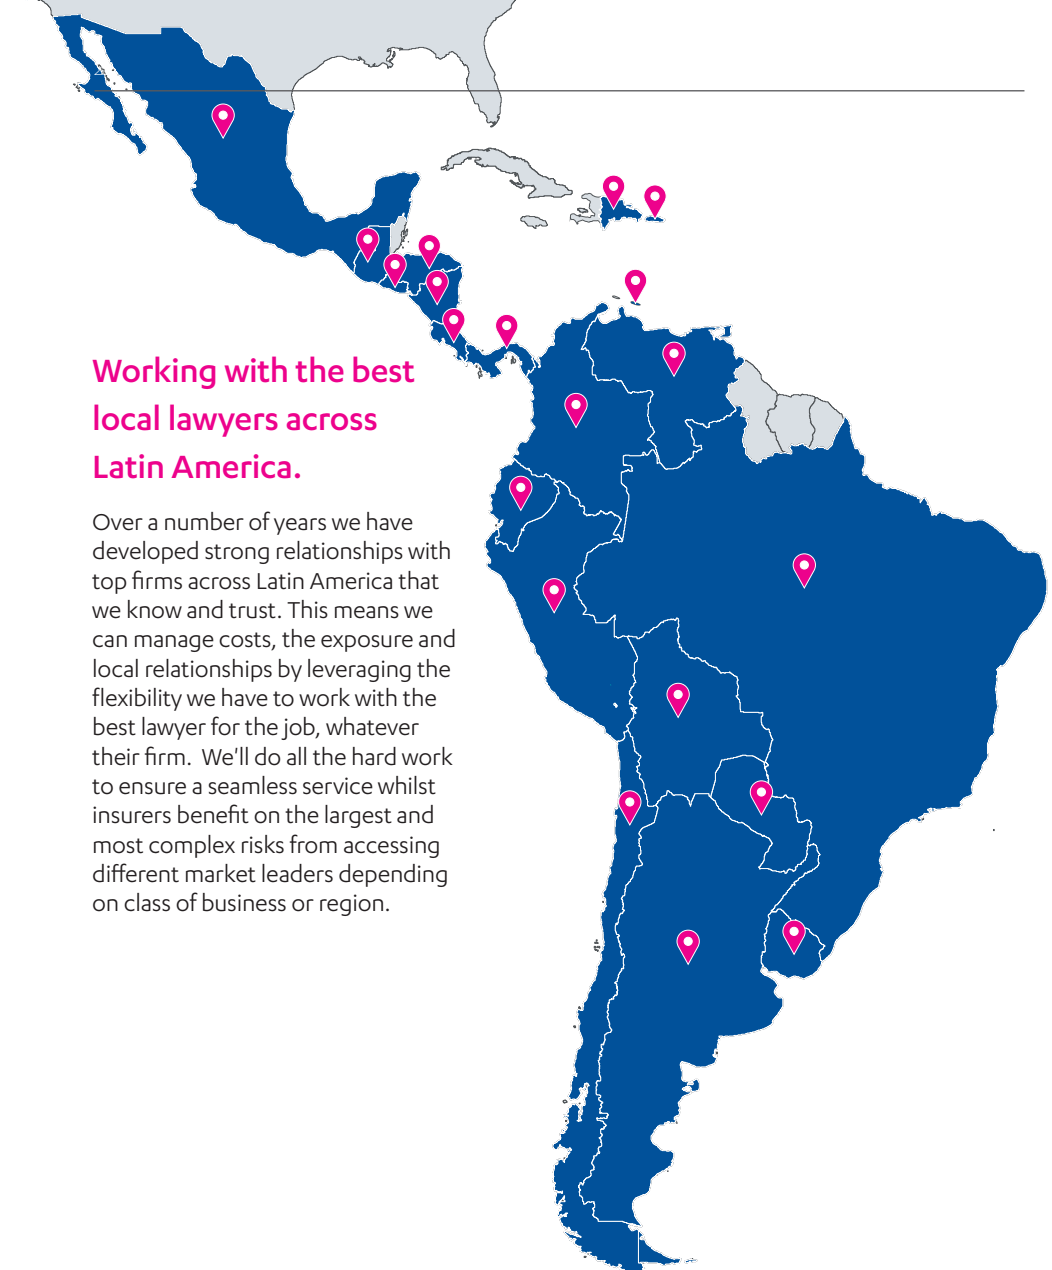 Working with the best
local lawyers across
Latin America.
Over a number of years we have
developed strong relationships with
top firms across Latin America that
we know and trust. This means we
can manage costs, the exposure and
local relationships by leveraging the
flexibility we have to work with the
best lawyer for the job, whatever
their firm.  We'll do all the hard work
to ensure a seamless service whilst
insurers benefit on the largest and
most complex risks from accessing
different market leaders depending
on class of business or region.